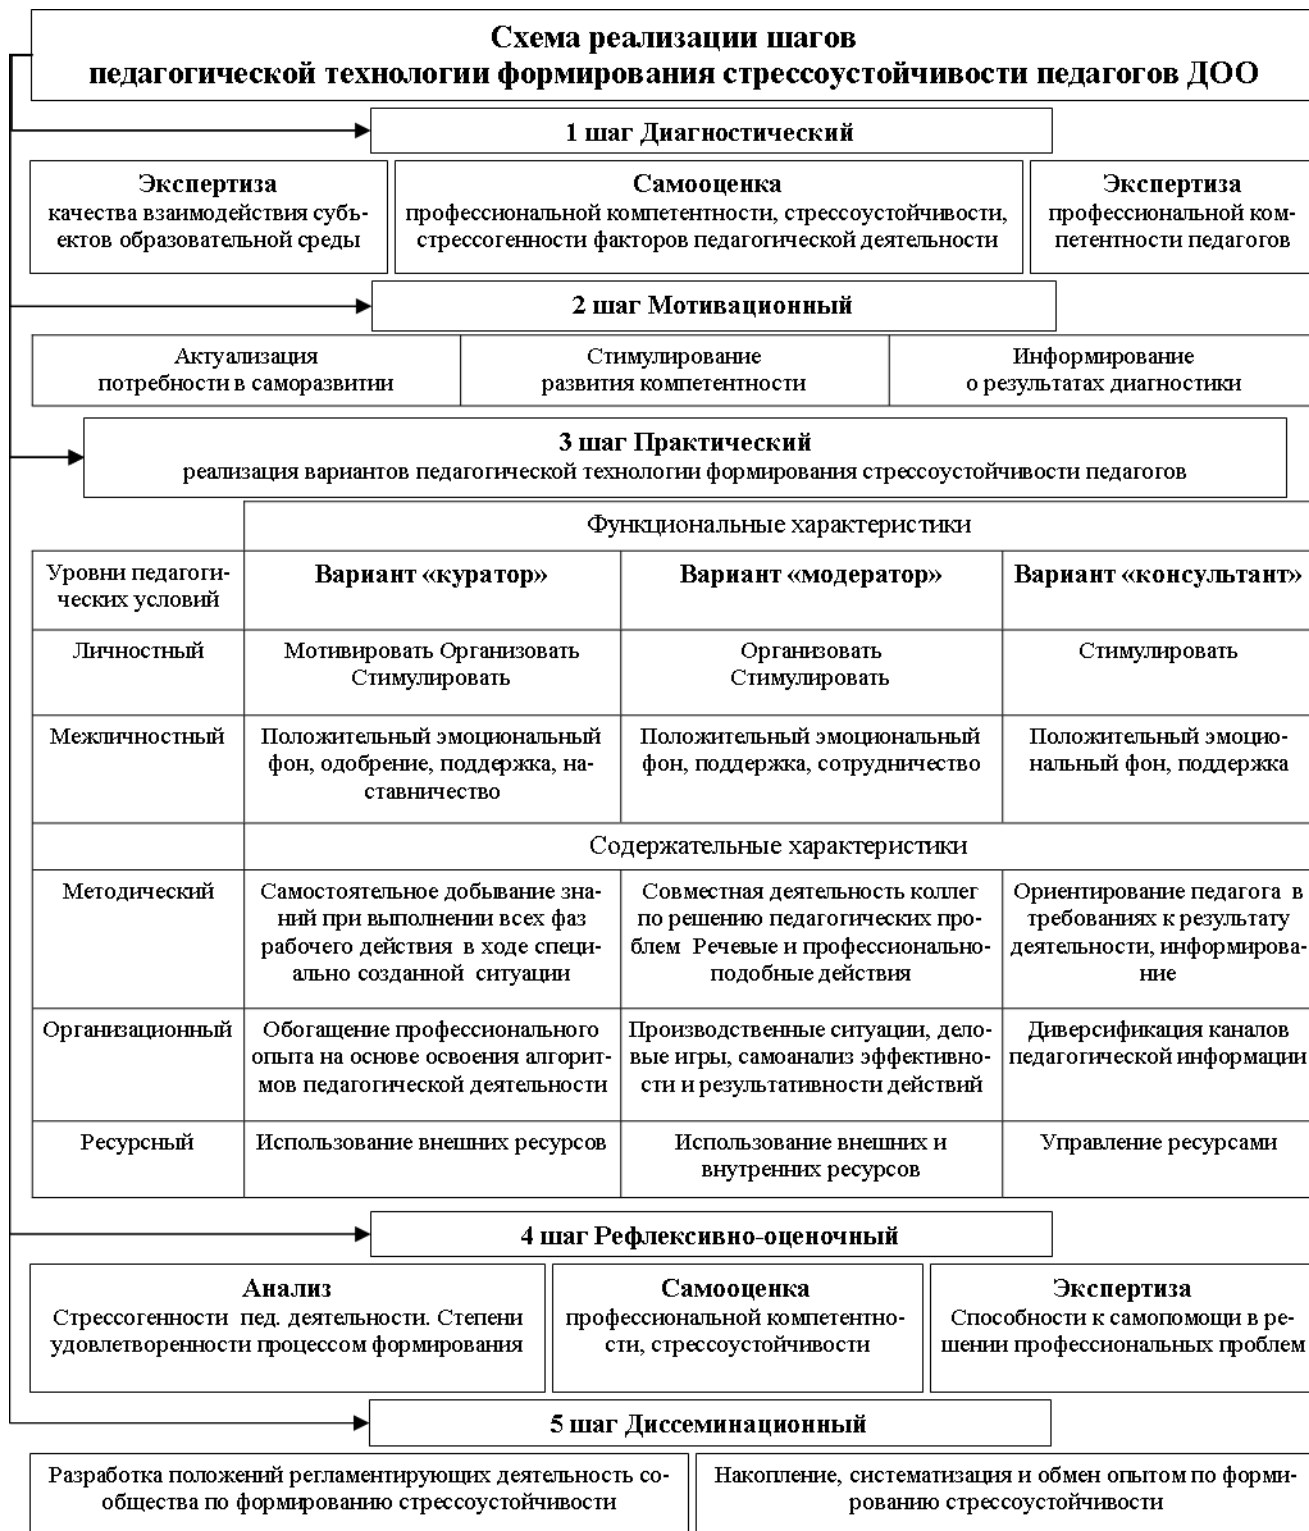 Схема реализации шагов
педагогической технологии формирования стрессоустойчивости педагогов ДОО
1 шаг Диагностический
Экспертиза
качества взаимодействия субъ-
ектов образовательной среды
Самооценка
профессиональной компетентности, стрессоустойчивости,
стрессогенности факторов педагогической деятельности
Экспертиза
профессиональной ком-
петентности педагогов
2 шаг Мотивационный
Актуализация
потребности в саморазвитии
Стимулирование
развития компетентности
Информирование
о результатах диагностики
3 шаг Практический
реализация вариантов педагогической технологии формирования стрессоустойчивости педагогов
Функциональные характеристики
Уровни педагоги-
ческих условий
Вариант «куратор»
Вариант «модератор»
Вариант «консультант»
Личностный
Мотивировать Организовать
Стимулировать
Организовать
Стимулировать
Стимулировать
Межличностный
Положительный эмоциональный
фон, одобрение, поддержка, на-
ставничество
Положительный эмоциональный
фон, поддержка, сотрудничество
Положительный эмоцио-
нальный фон, поддержка
Содержательные характеристики
Методический
Самостоятельное добывание зна-
ний при выполнении всех фаз
рабочего действия в ходе специ-
ально созданной ситуации
Совместная деятельность коллег
по решению педагогических про-
блем Речевые и профессионально-
подобные действия
Ориентирование педагога в
требованиях к результату
деятельности, информирова-
ние
Организационный
Обогащение профессионального
опыта на основе освоения алгорит-
мов педагогической деятельности
Производственные ситуации, дело-
вые игры, самоанализ эффективно-
сти и результативности действий
Диверсификация каналов
педагогической информации
Ресурсный
Использование внешних ресурсов
Использование внешних и
внутренних ресурсов
Управление ресурсами
4 шаг Рефлексивно-оценочный
Анализ
Стрессогенности пед. деятельности. Степени
удовлетворенности процессом формирования
Самооценка
профессиональной компетентно-
сти, стрессоустойчивости
Экспертиза
Способности к самопомощи в ре-
шении профессиональных проблем
5 шаг Диссеминационный
Разработка положений регламентирующих деятельность со-
общества по формированию стрессоустойчивости
Накопление, систематизация и обмен опытом по форми-
рованию стрессоустойчивости